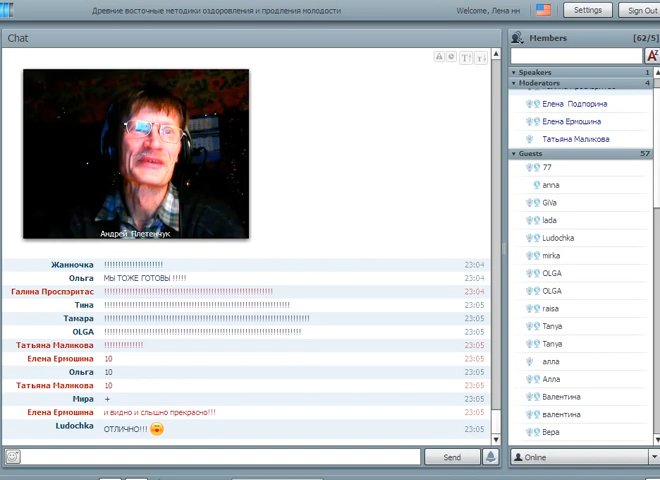 Древние восточные методики оздоровления и продления молодости
Welcome, Лена нн
Settings
Sign Out
Chat
Андрей Плетенчук
Жанночка !!!!!!!!!!!!!!!!!!!!! 23:04
Ольга МЫ ТОЖЕ ГОТОВЫ !!!!! 23:04
Галина Проспэритас !!!!!!!!!!!!!!!!!!!!!!!!!!!!!!!!!!!!!!!!!!!!!!!!!!!!!!!!!!!! 23:04
Тина !!!!!!!!!!!!!!!!!!!!!!!!!!!!!!!!!!!!!!!!!!!!!!!!!!!!!!!!!!!!!!!!!! 23:05
Тамара !!!!!!!!!!!!!!!!!!!!!!!!!!!!!!!!!!!!!!!!!!!!!!!!!!!!!!!!!!!!!!!!!!!!!!!!! 23:05
OLGA !!!!!!!!!!!!!!!!!!!!!!!!!!!!!!!!!!!!!!!!!!!!!!!!!!!!!!!!!!!!!!!!!!!!!! 23:05
Татьяна Маликова !!!!!!!!!!!!!! 23:05
Елена Ермошина 10 23:05
Ольга 10 23:05
Татьяна Маликова 10 23:05
Мира + 23:05
Елена Ермошина и видно и слышно прекрасно!!! 23:05
Ludochka ОТЛИЧНО!!! 23:05
Send
Members [62/5]
Speakers 1
Moderators 4
Елена Подпорина
Елена Ермошина
Татьяна Маликова
Guests 57
77
anna
GiVa
lada
Ludochka
mirka
OLGA
OLGA
raisa
Tanya
Tanya
алла
Алла
Валентина
валентина
Вера
Online